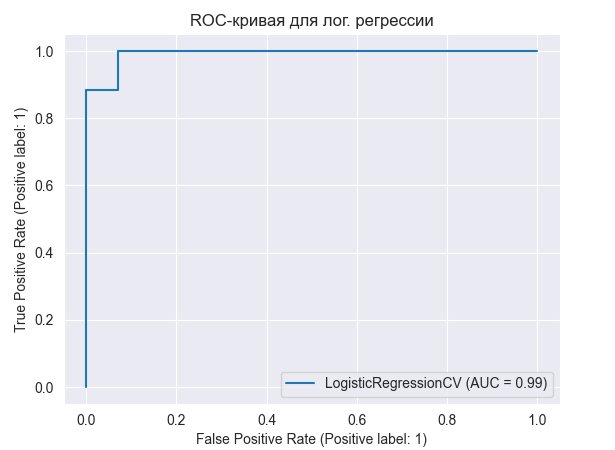 ROC-кривая для лог. регрессии
True Positive Rate (Positive label: 1)
1.0
0.8
0.6
0.4
0.2
0.0
LogisticRegressionCV (AUC = 0.99)
0.0 0.2 0.4 0.6 0.8 1.0
False Positive Rate (Positive label: 1)